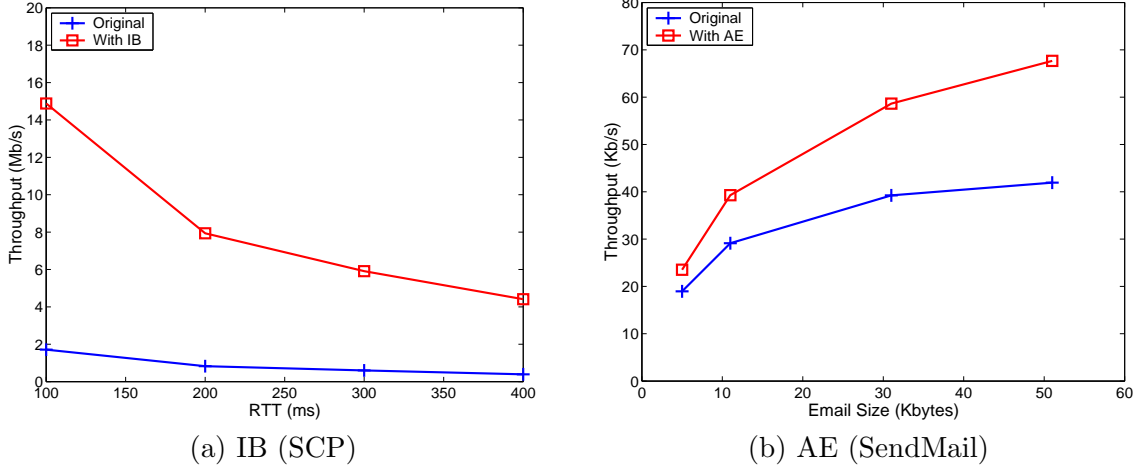 Original
With IB
Throughput (Mb/s)
20
18
16
14
12
10
8
6
4
2
0
100 150 200 250 300 350 400
RTT (ms)
(a) IB (SCP)
Original
With AE
Throughput (Kb/s)
80
70
60
50
40
30
20
10
0
0 10 20 30 40 50 60
Email Size (Kbytes)
(b) AE (SendMail)